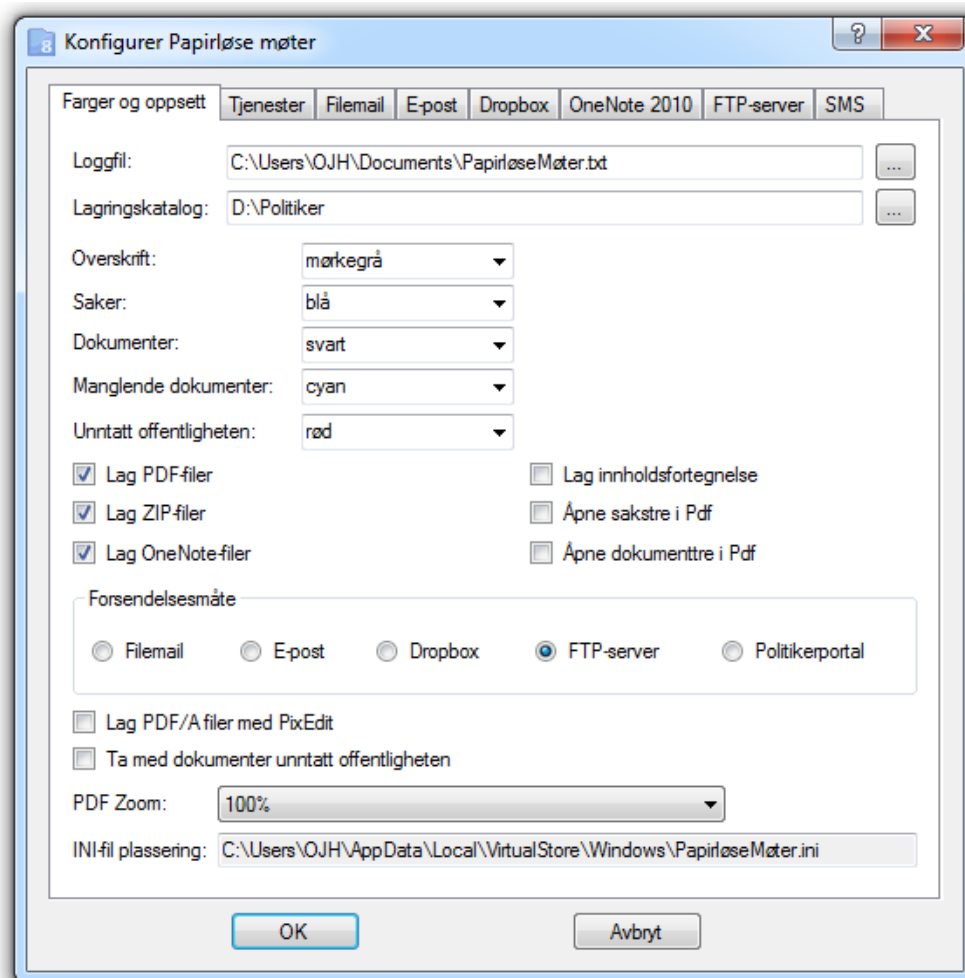 Konfigurer Papirløse møter
Farger og oppsett Tjenester Filemail E-post Dropbox OneNote 2010 FTP-server SMS
Loggfil: C:\Users\OJH\Documents\PapirløseMøter.txt ...
Lagringskatalog: D:\Politiker ...
Overskrift: mørkegrå
Saker: blå
Dokumenter: svart
Manglende dokumenter: cyan
Unntatt offentligheten: rød
Lag PDF-filer Lag innholdsfortegnelse
Lag ZIP-filer Åpne sakstre i Pdf
Lag OneNote-filer Åpne dokumenttre i Pdf
Forsendelsesmåte
Filemail E-post Dropbox FTP-server Politikerportal
Lag PDF/A filer med PixEdit
Ta med dokumenter unntatt offentligheten
PDF Zoom: 100%
INI-fil plassering: C:\Users\OJH\AppData\Local\VirtualStore\Windows\PapirløseMøter.ini
OK Avbryt